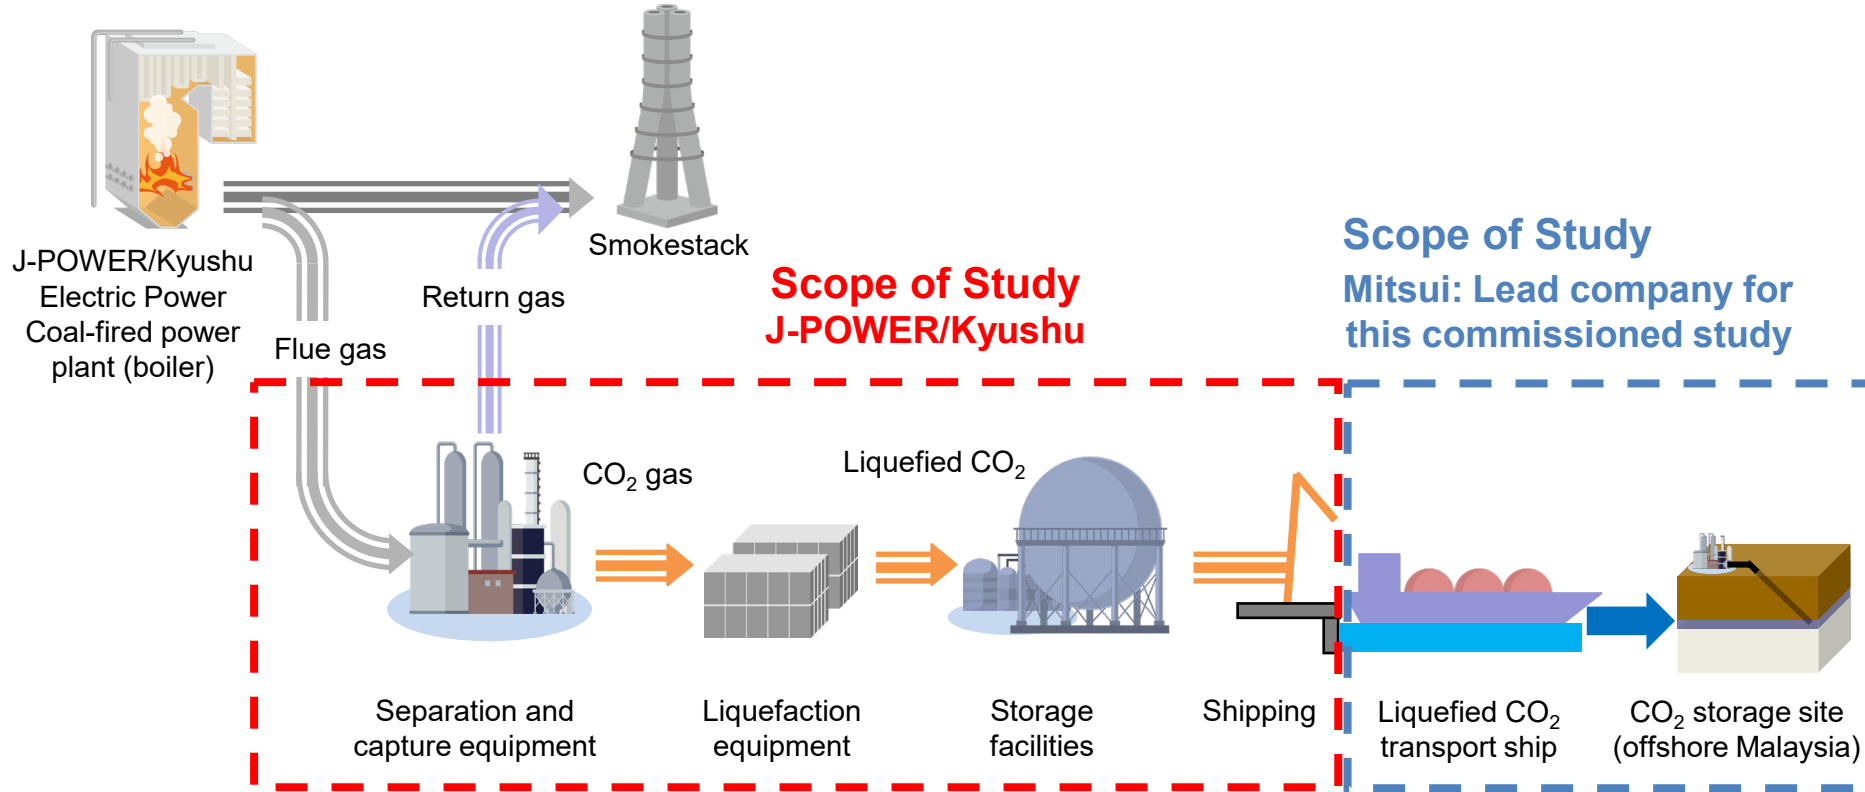 J-POWER/Kyushu
Electric Power
Coal-fired power
plant (boiler)
Smokestack
Flue gas
Return gas
Scope of Study
J-POWER/Kyushu
Scope of Study
Mitsui: Lead company for
this commissioned study
CO₂ gas
Liquefied CO₂
Separation and
capture equipment
Liquefaction
equipment
Storage
facilities
Shipping
Liquefied CO₂
transport ship
CO₂ storage site
(offshore Malaysia)